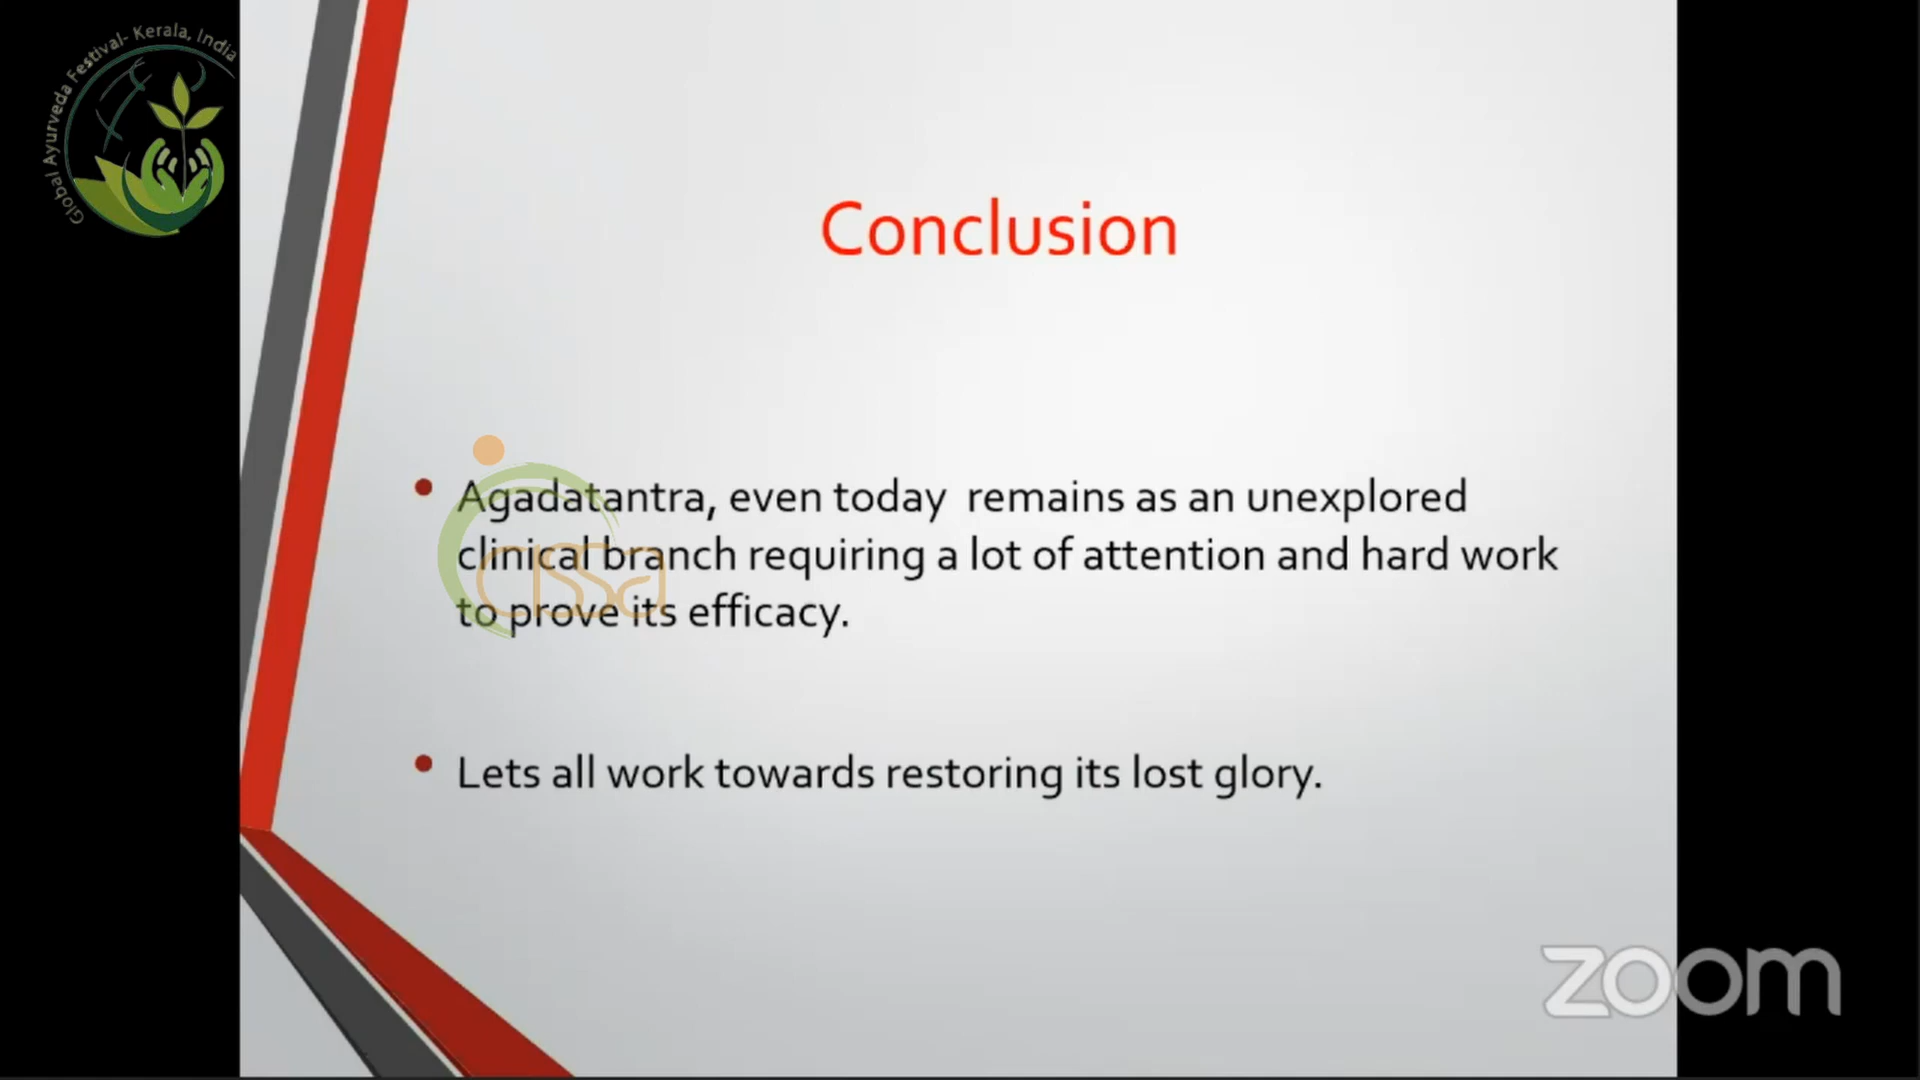 Global Ayurveda Festival- Kerala, India
Conclusion
• Agadatantra, even today remains as an unexplored
clinical branch requiring a lot of attention and hard work
to prove its efficacy.
• Lets all work towards restoring its lost glory.
cissa
zoom